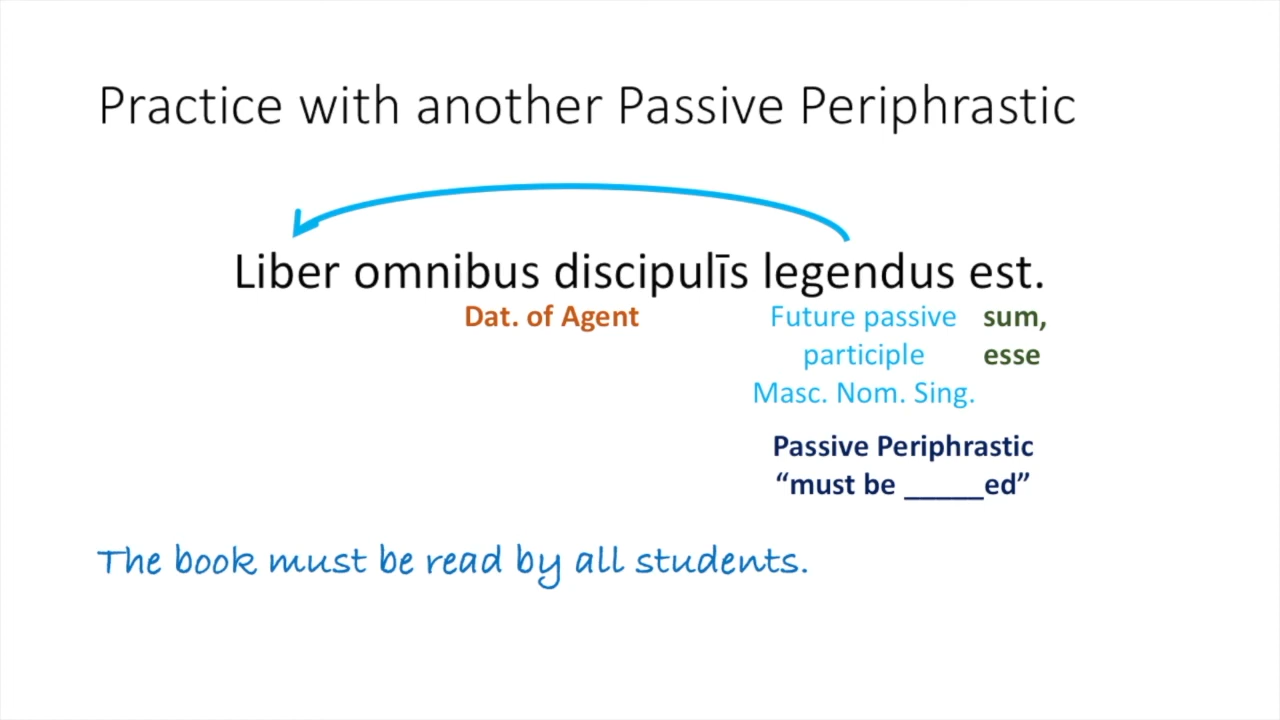 Practice with another Passive Periphrastic
Liber omnibus discipulīs legendus est.
Dat. of Agent
Future passive
participle
Masc. Nom. Sing.
sum,
esse
Passive Periphrastic
“must be _____ed”
The book must be read by all students.